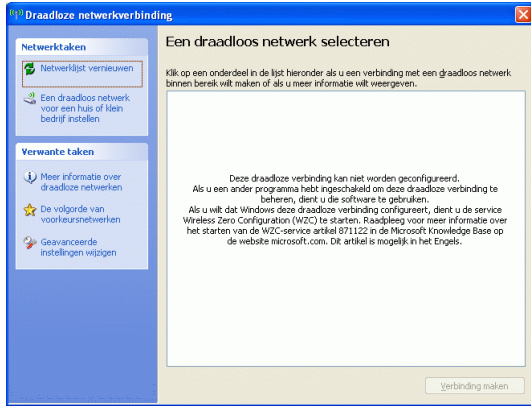 Draadloze netwerkverbinding
Netwerktaken
Netwerklijst vernieuwen
Een draadloos netwerk
voor een huis of klein
bedrijf instellen
Verwante taken
Meer informatie over
draadloze netwerken
De volgorde van
voorkeursnetwerken
Geavanceerde
instellingen wijzigen
Een draadloos netwerk selecteren
Klik op een onderdeel in de lijst hieronder als u een verbinding met een draadloos netwerk
binnen bereik wilt maken of als u meer informatie wilt weergeven.
Deze draadloze verbinding kan niet worden geconfigureerd.
Als u een ander programma hebt ingeschakeld om deze draadloze verbinding te
beheren, dient u die software te gebruiken.
Als u wilt dat Windows deze draadloze verbinding configureert, dient u de service
Wireless Zero Configuration (WZC) te starten. Raadpleeg voor meer informatie over
het starten van de WZC-service artikel 871122 in de Microsoft Knowledge Base op
de website microsoft.com. Dit artikel is mogelijk in het Engels.
Verbinding maken